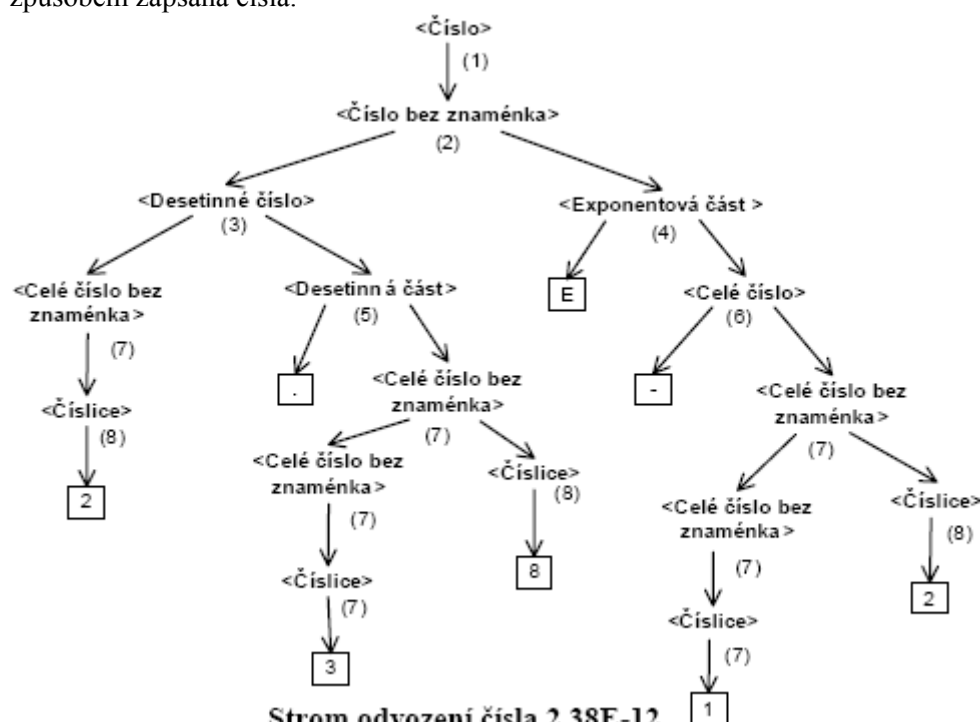 způsobem zapsána čísla.
<Číslo>
(1)
<Číslo bez znaménka>
(2)
<Desetinné číslo>
(3)
<Exponentová část >
(4)
<Celé číslo bez
znaménka>
(7)
<Desetinn á část>
(5)
E
<Celé číslo>
(6)
<Číslice>
(8)
.
<Celé číslo bez
znaménka>
(7)
-
<Celé číslo bez
znaménka>
(7)
2
<Celé číslo bez
znaménka>
(7)
<Číslice>
(8)
<Celé číslo bez
znaménka>
(7)
<Číslice>
(8)
<Číslice>
(7)
8
<Číslice>
(7)
2
3
1
Strom odvození čísla 2.38E-12